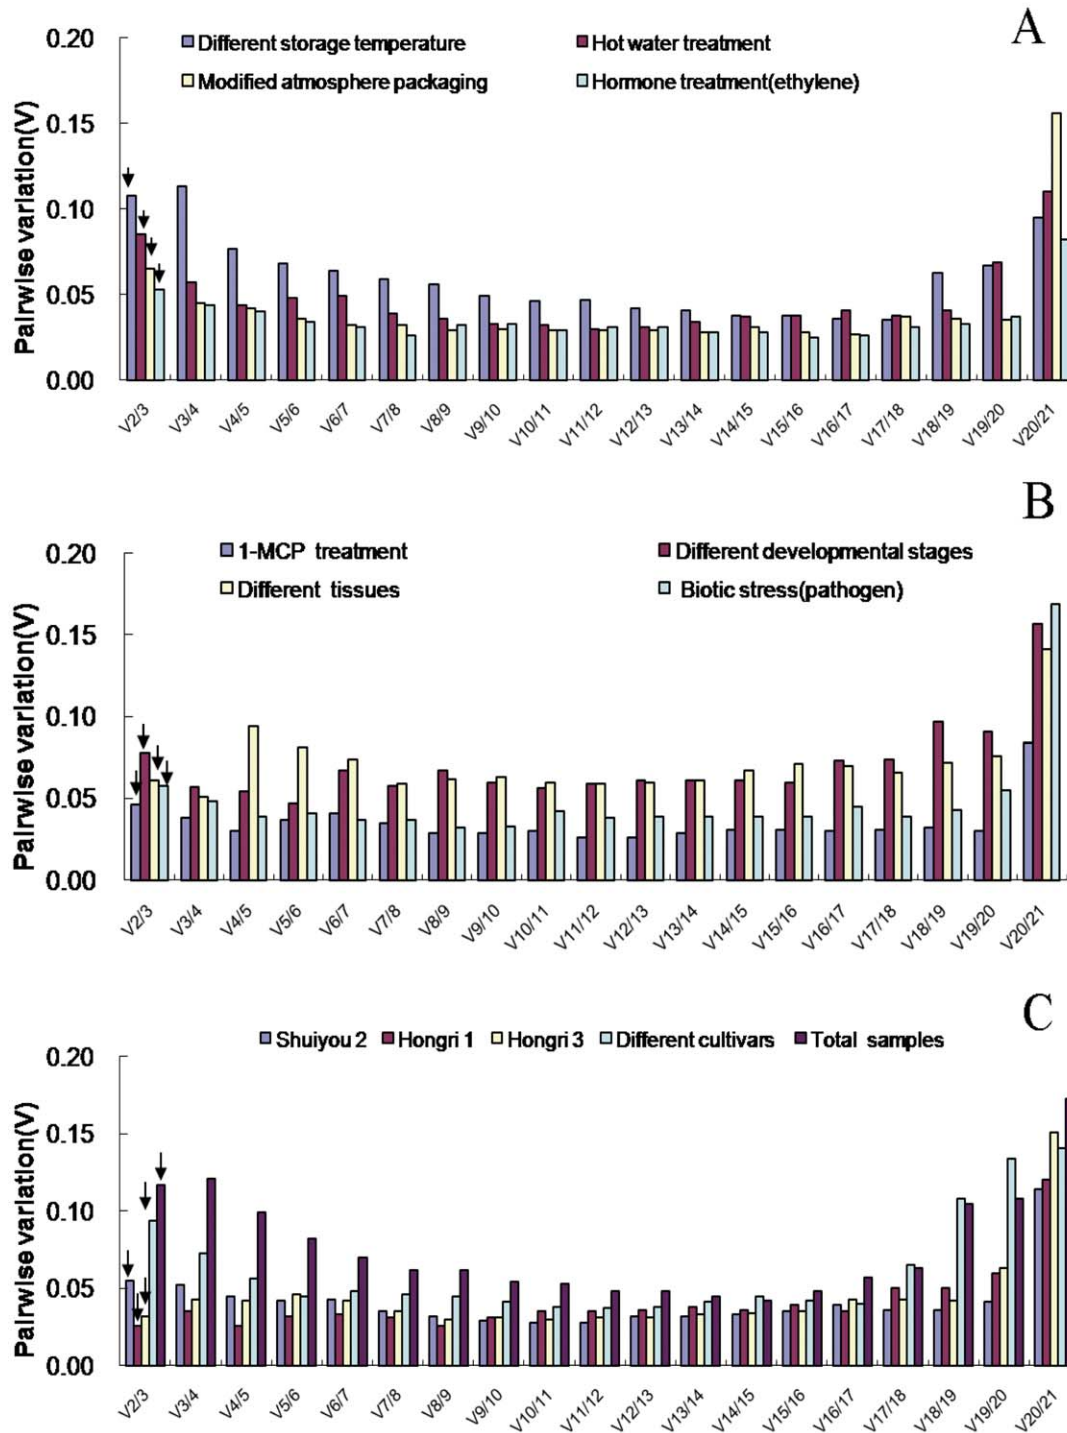 A
0.20
Different storage temperature
Hot water treatment
Modified atmosphere packaging
Hormone treatment(ethylene)
0.15
0.10
0.05
0.00
Pairwise variation(V)
V2/3 V3/4 V4/5 V5/6 V6/7 V7/8 V8/9 V9/10 V10/11 V11/12 V12/13 V13/14 V14/15 V15/16 V16/17 V17/18 V18/19 V19/20 V20/21
B
0.20
1-MCP treatment
Different developmental stages
Different tissues
Biotic stress(pathogen)
0.15
0.10
0.05
0.00
Pairwise variation(V)
V2/3 V3/4 V4/5 V5/6 V6/7 V7/8 V8/9 V9/10 V10/11 V11/12 V12/13 V13/14 V14/15 V15/16 V16/17 V17/18 V18/19 V19/20 V20/21
C
Shuiyou 2 Hongri 1 Hongri 3 Different cultivars Total samples
0.20
0.15
0.10
0.05
0.00
Pairwise variation(V)
V2/3 V3/4 V4/5 V5/6 V6/7 V7/8 V8/9 V9/10 V10/11 V11/12 V12/13 V13/14 V14/15 V15/16 V16/17 V17/18 V18/19 V19/20 V20/21